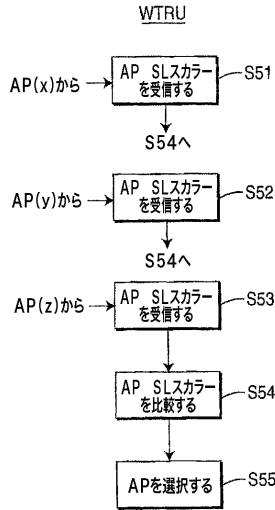 WTRU
AP(x)から
AP SLスカラー
を受信する
S51
S54へ
AP(y)から
AP SLスカラー
を受信する
S52
S54へ
AP(z)から
AP SLスカラー
を受信する
S53
AP SLスカラー
を比較する
S54
APを選択する
S55